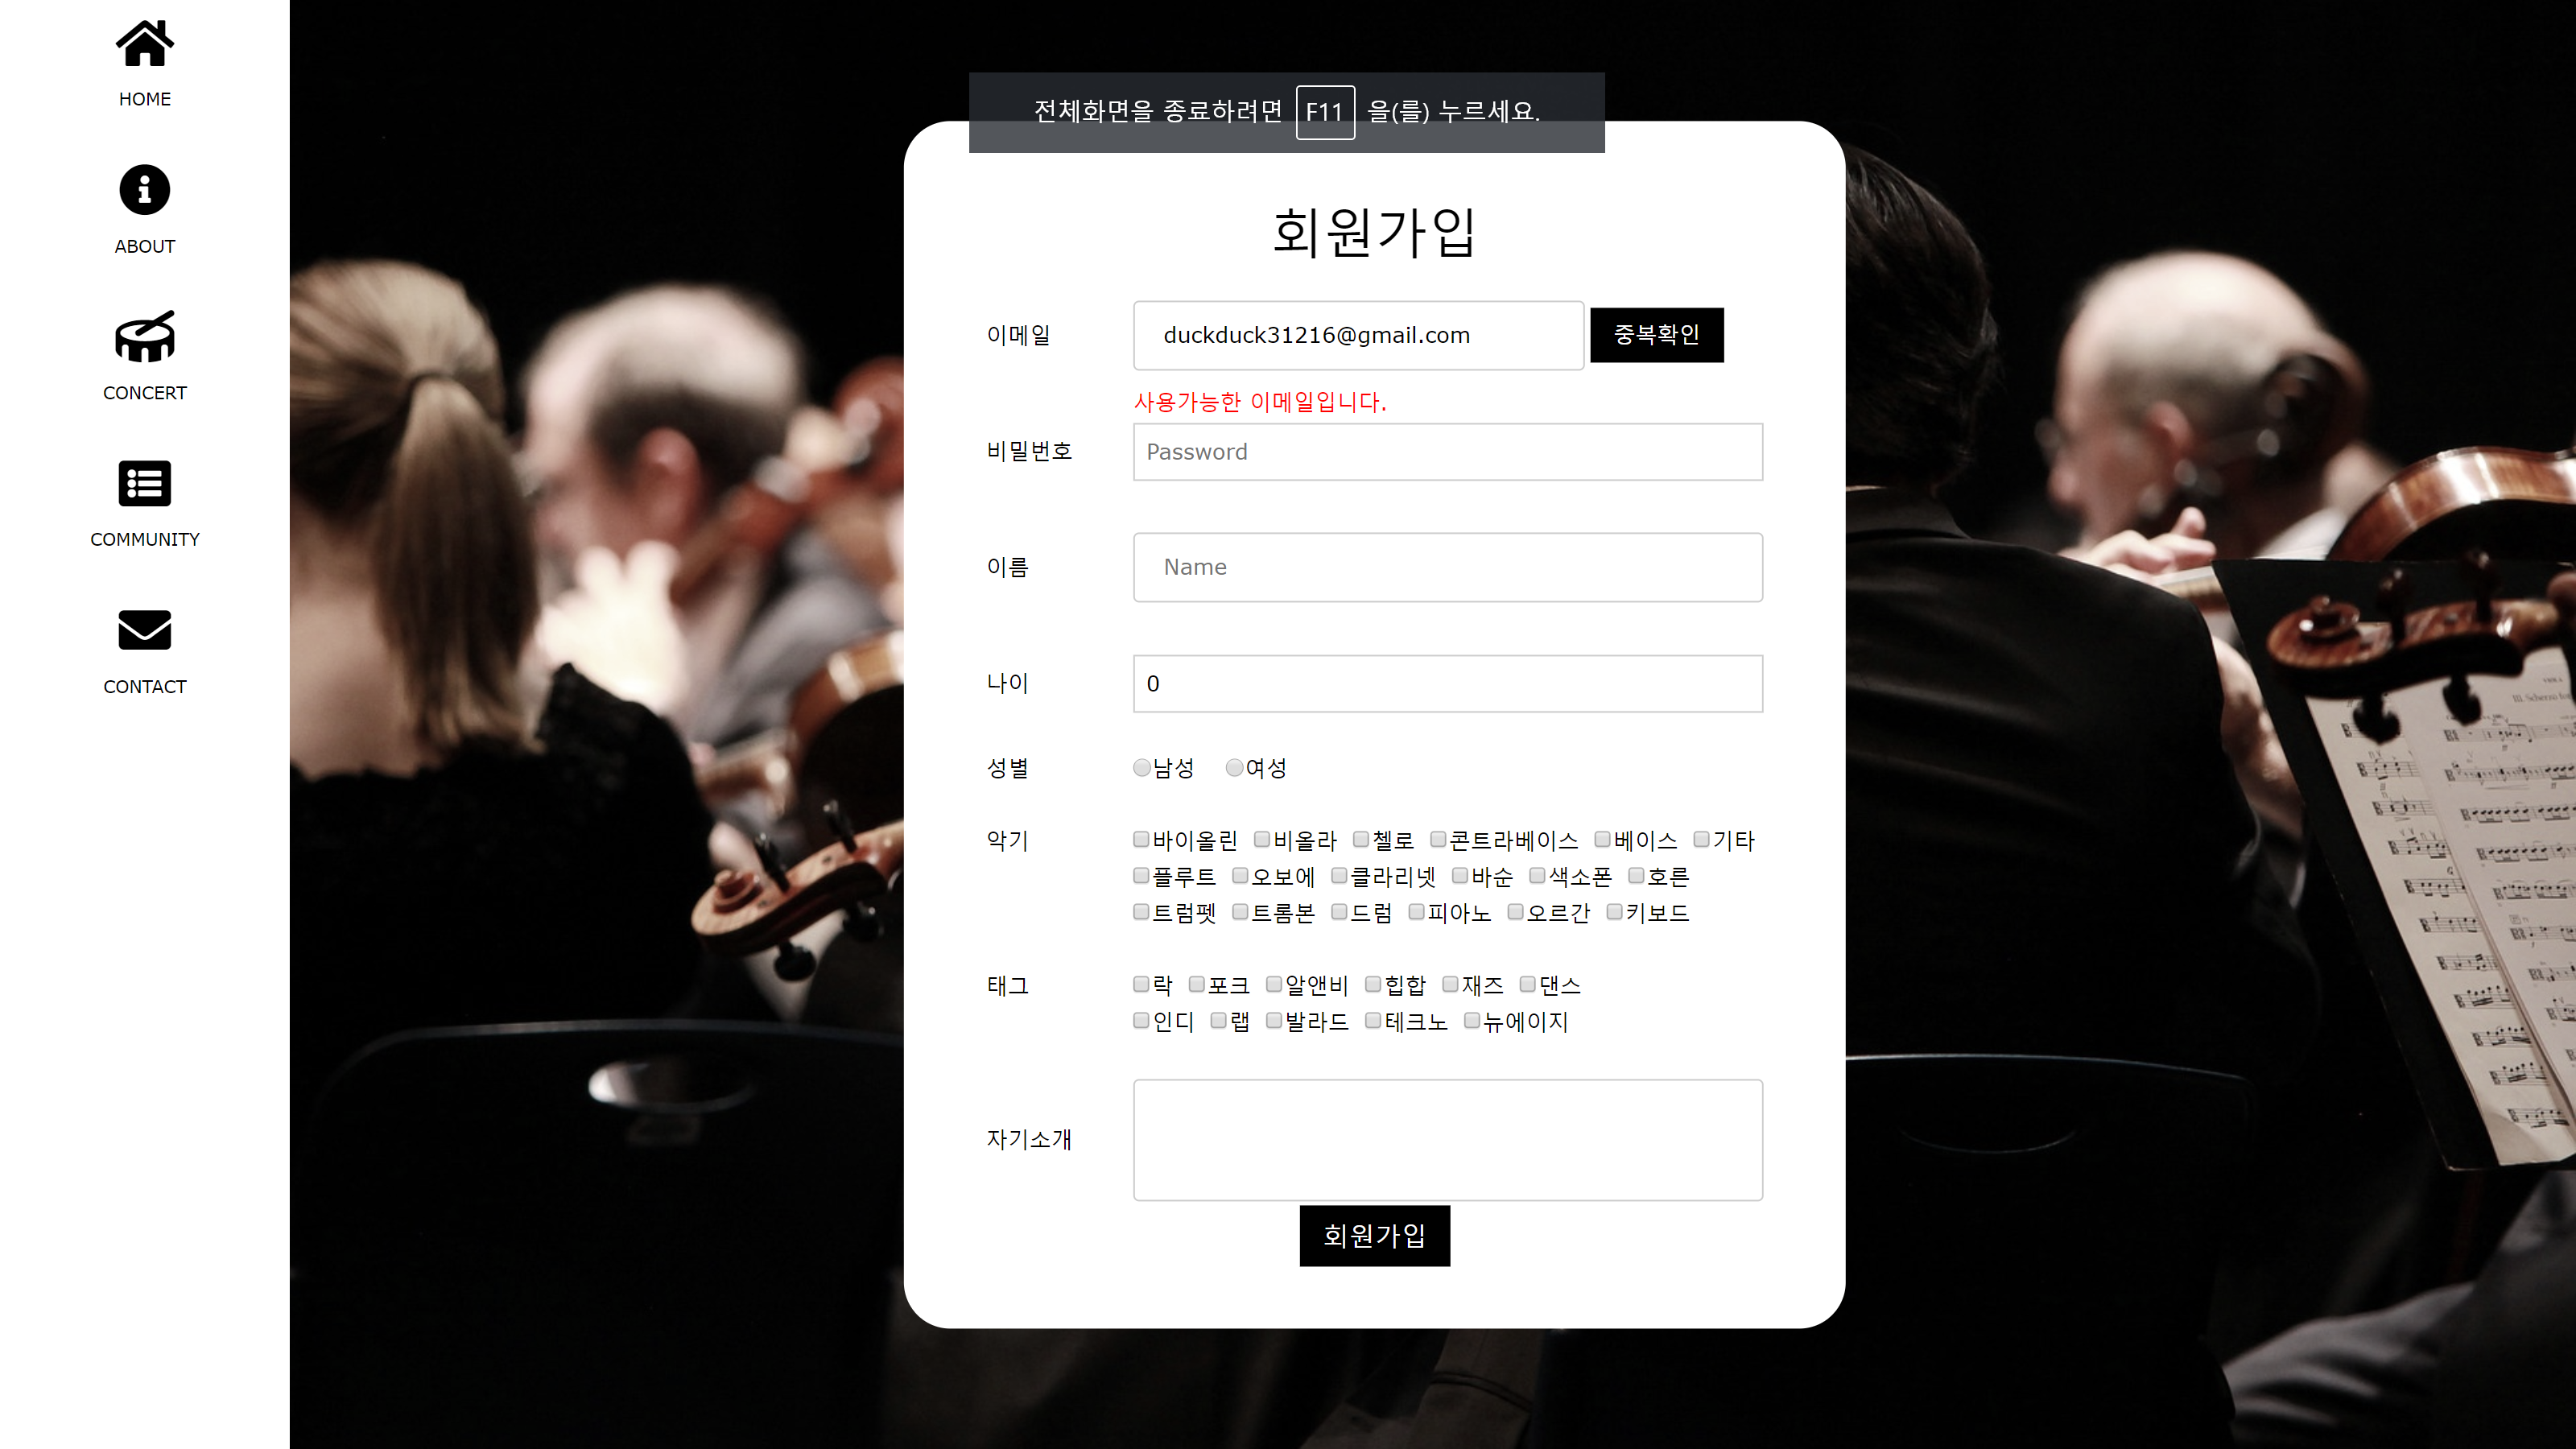 HOME
ABOUT
CONCERT
COMMUNITY
CONTACT
전체화면을 종료하려면 F11 을(를) 누르세요.
회원가입
이메일 duckduck31216@gmail.com 중복확인
사용가능한 이메일입니다.
비밀번호 Password
이름 Name
나이 0
성별 남성 여성
악기 바이올린 비올라 첼로 콘트라베이스 베이스 기타
플루트 오보에 클라리넷 바순 색소폰 호른
트럼펫 트롬본 드럼 피아노 오르간 키보드
태그 락 포크 알앤비 힙합 재즈 댄스
인디 랩 발라드 테크노 뉴에이지
자기소개
회원가입